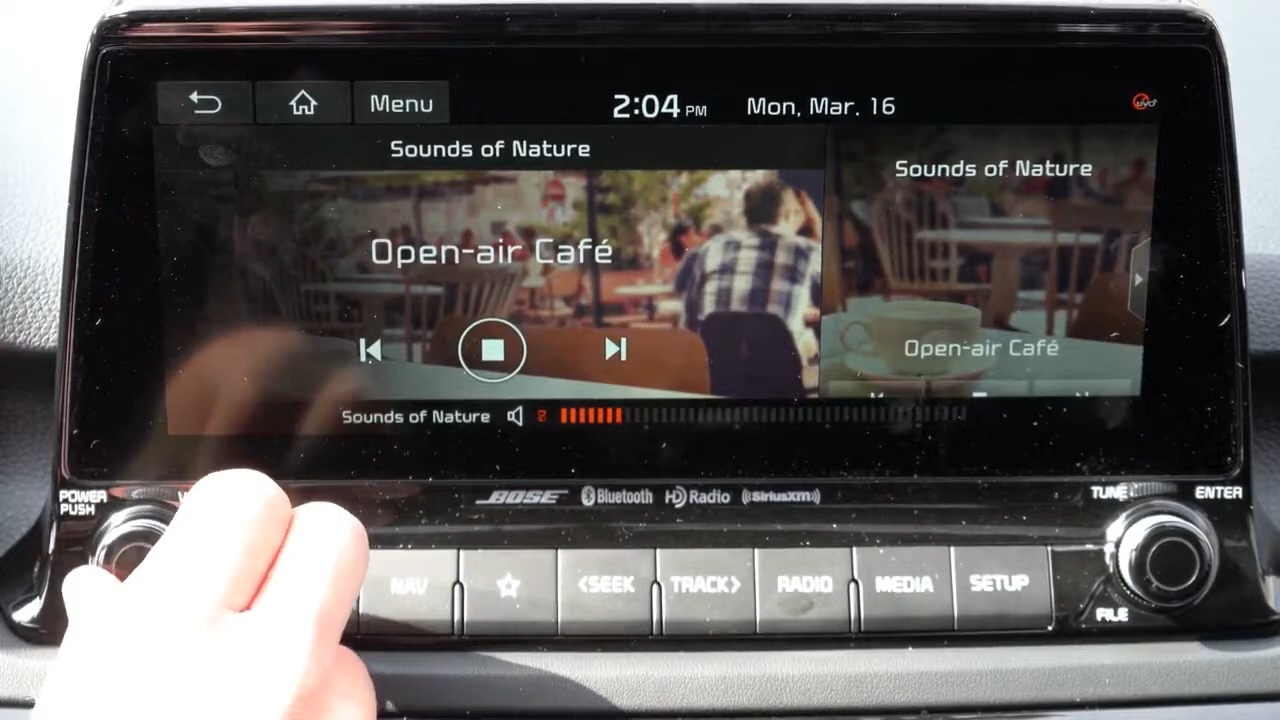 Menu
2:04 PM
Mon, Mar. 16
UVO
Sounds of Nature
Sounds of Nature
Open-air Café
Open-air Café
Sounds of Nature
POWER
PUSH
BOSE
Bluetooth
HD Radio
((SiriusXM))
TUNE
ENTER
NAV
<SEEK
TRACK>
RADIO
MEDIA
SETUP
FILE